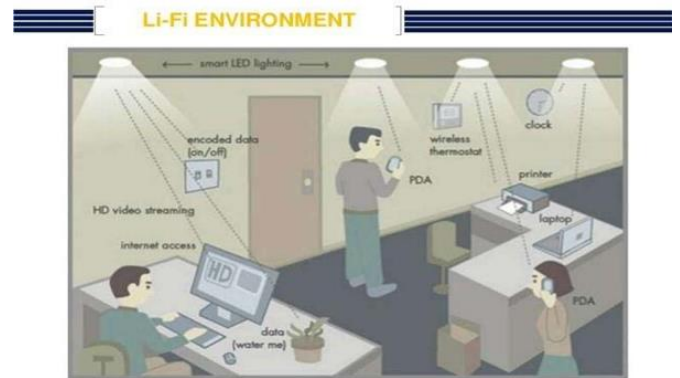 Li-Fi ENVIRONMENT
smart LED lighting
encoded data
(on/off)
wireless
thermostat
clock
PDA
printer
HD video streaming
laptop
internet access
HD
PDA
data
(water me)